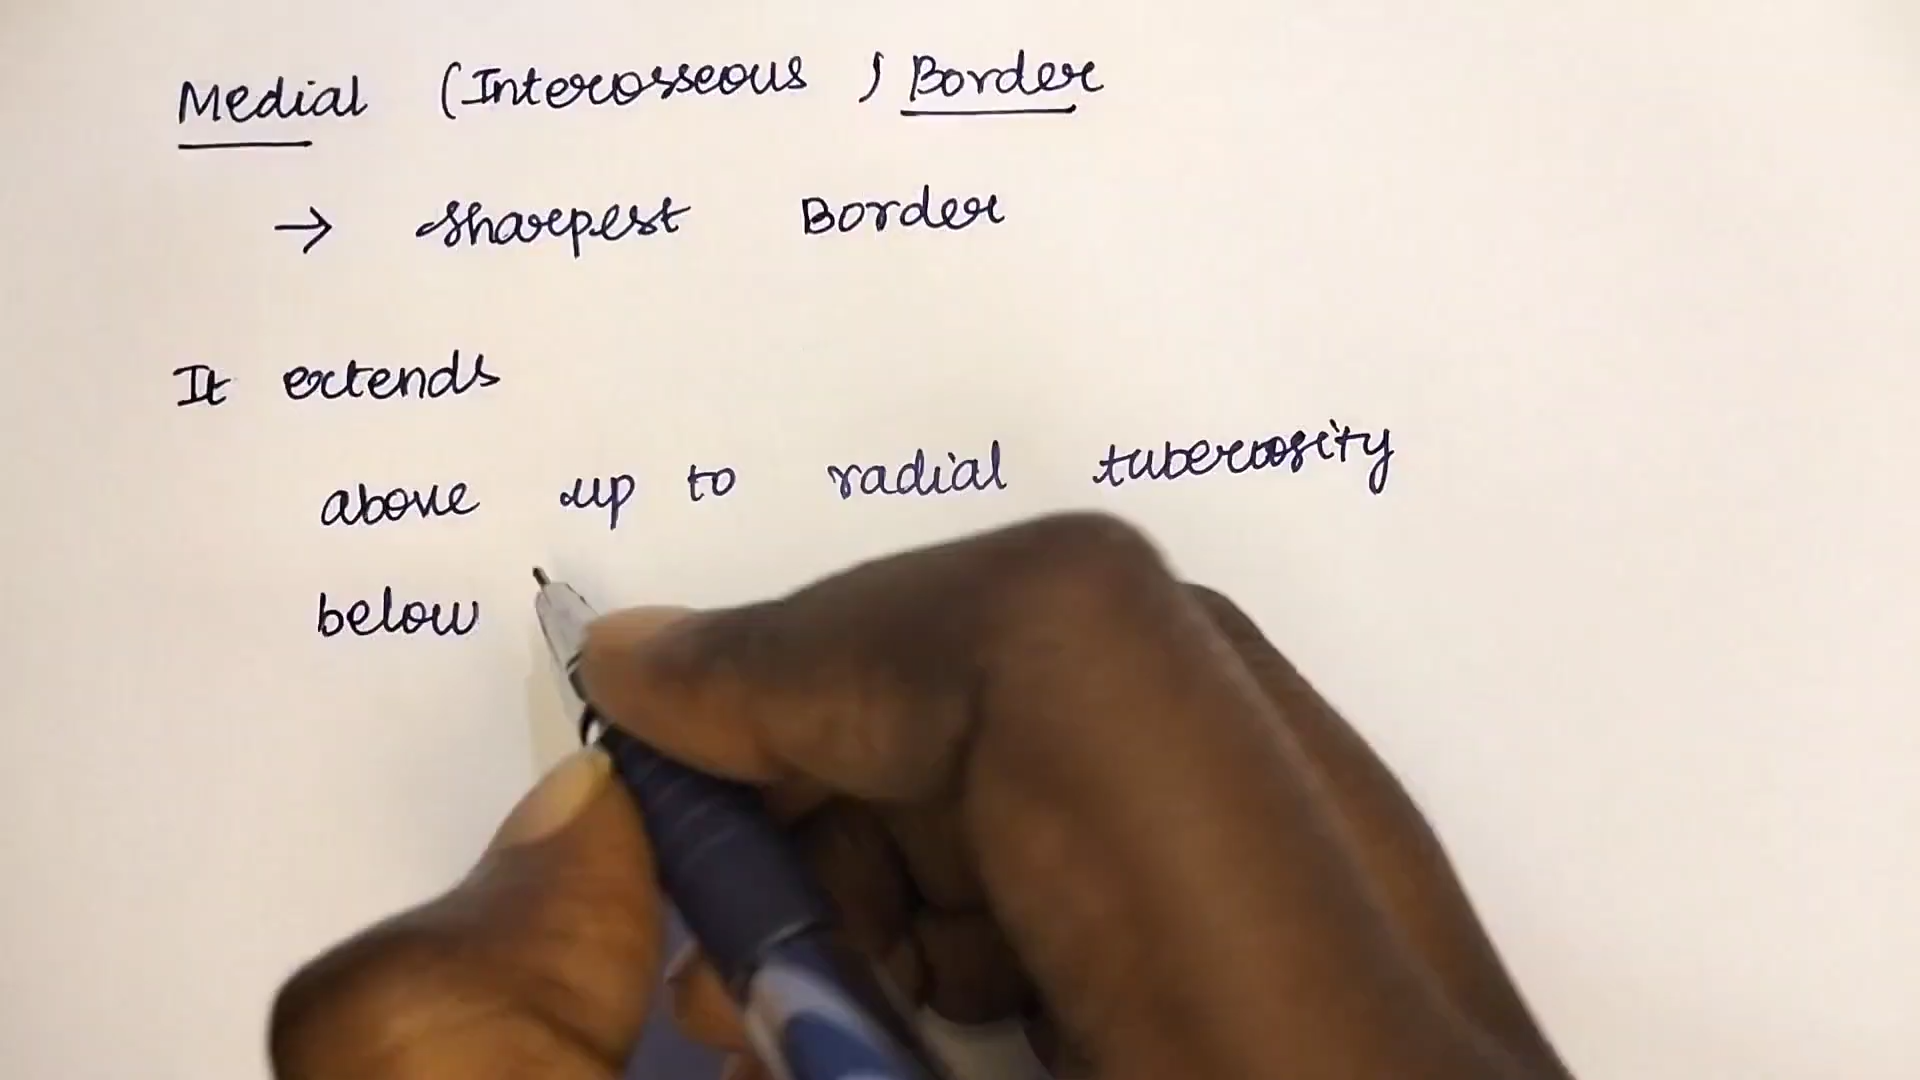 Medial (Interosseous) Border
→ sharpest Border
It extends
above up to radial tuberosity
below